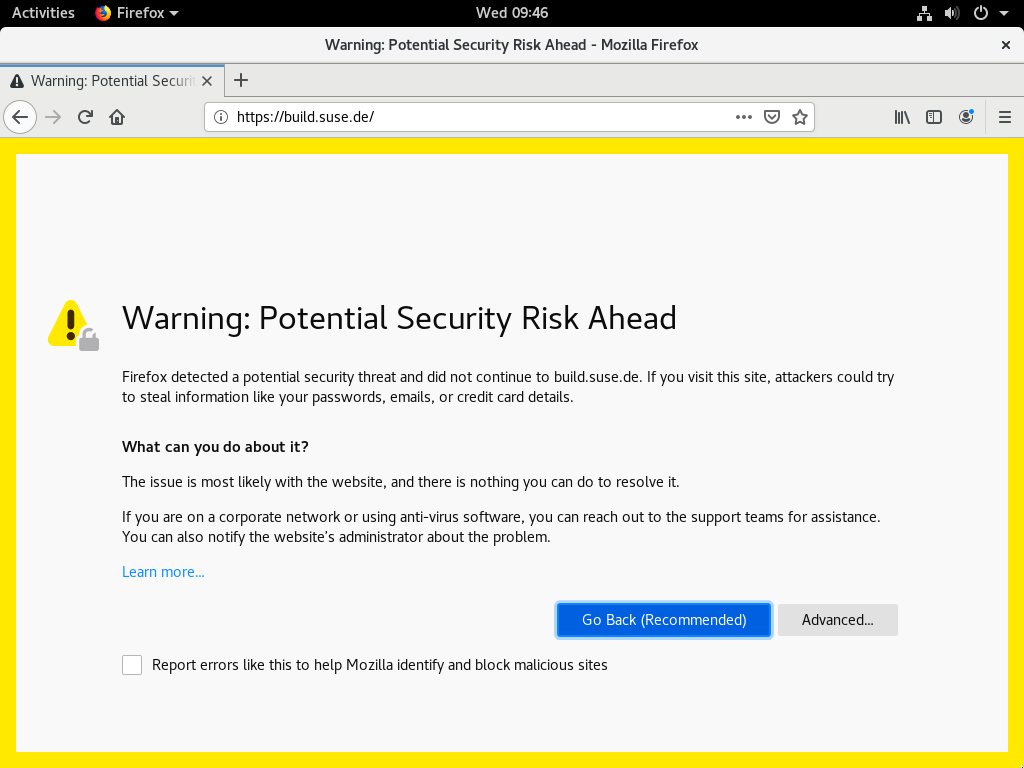 Activities Firefox Wed 09:46
Warning: Potential Security Risk Ahead - Mozilla Firefox
Warning: Potential Securi
https://build.suse.de/
Warning: Potential Security Risk Ahead
Firefox detected a potential security threat and did not continue to build.suse.de. If you visit this site, attackers could try
to steal information like your passwords, emails, or credit card details.
What can you do about it?
The issue is most likely with the website, and there is nothing you can do to resolve it.
If you are on a corporate network or using anti-virus software, you can reach out to the support teams for assistance.
You can also notify the website's administrator about the problem.
Learn more...
Go Back (Recommended) Advanced...
Report errors like this to help Mozilla identify and block malicious sites